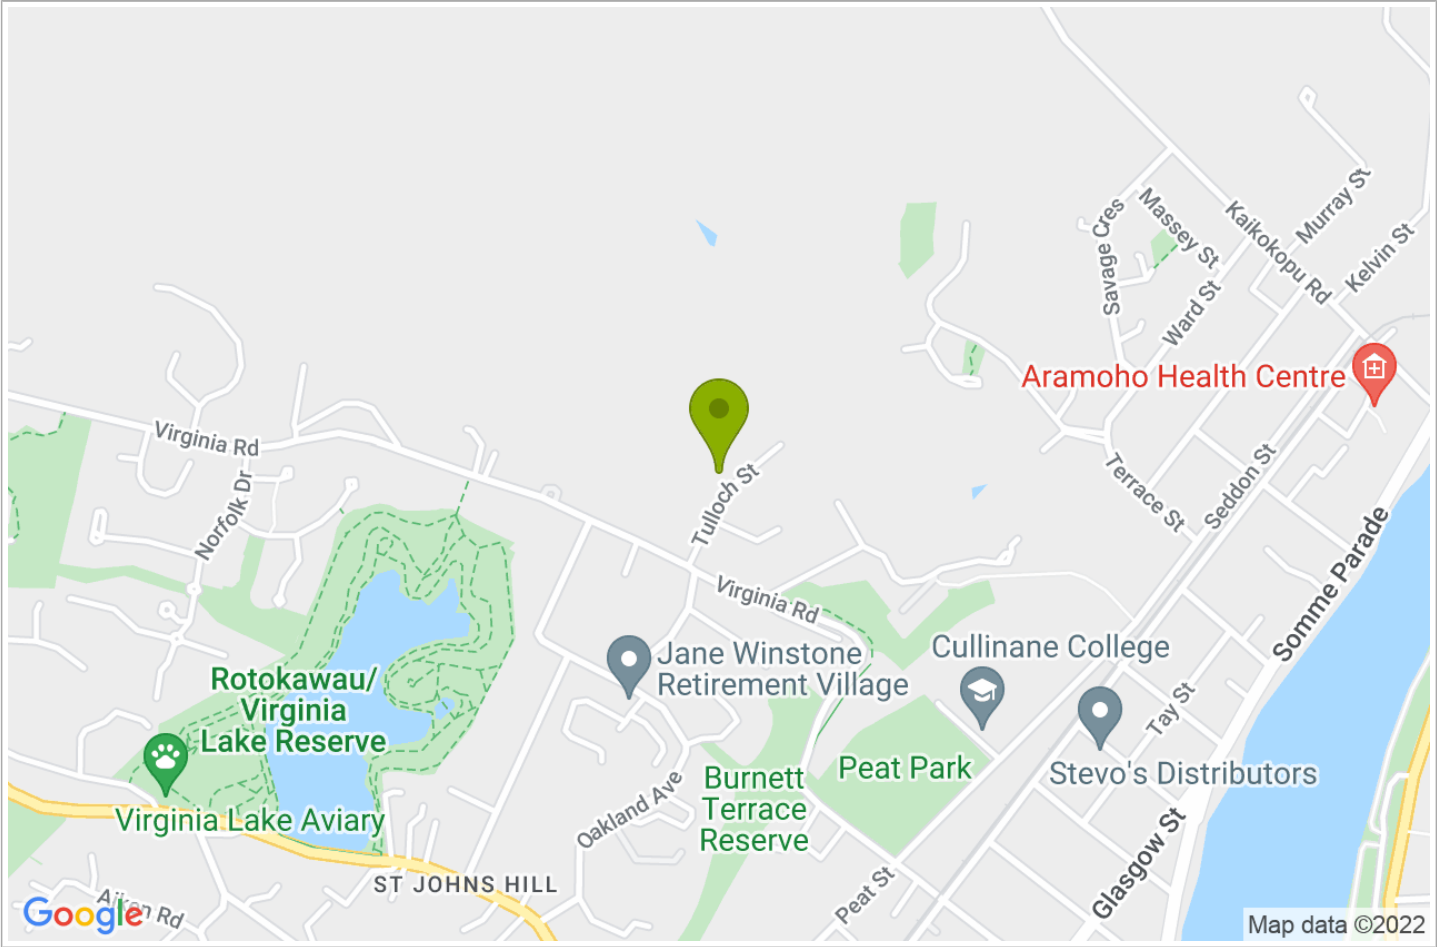 Massey St
Murray St
Kaikokopu Rd
Kelvin St
Savage Cres
Ward St
Aramoho Health Centre
Virginia Rd
Norfolk Dr
Tulloch St
Terrace St
Seddon St
Somme Parade
Virginia Rd
Jane Winstone
Retirement Village
Cullinane College
Rotokawau/
Virginia
Lake Reserve
Tay St
Burnett
Terrace
Reserve
Peat Park
Stevo's Distributors
Virginia Lake Aviary
Oakland Ave
ST JOHNS HILL
Peat St
Glasgow St
Aiken Rd
Google
Map data ©2022